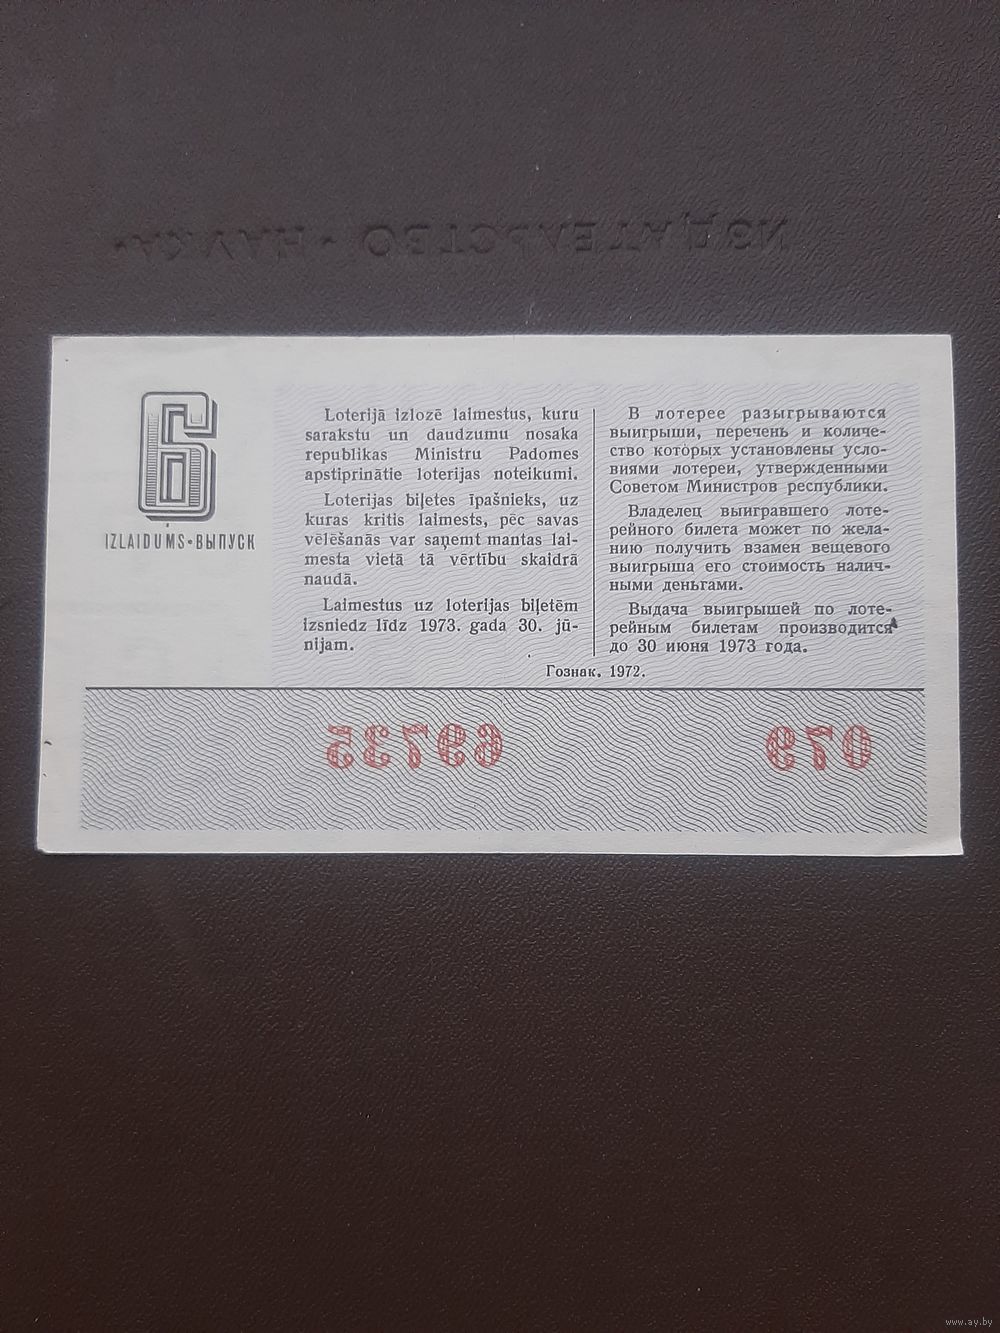 ИЗДАТЕЛЬСТВО · НАУКА ·
6
IZLAIDUMS•ВЫПУСК
Loterijā izlozē laimestus, kuru
sarakstu un daudzumu nosaka
republikas Ministru Padomes
apstiprinātie loterijas noteikumi.
Loterijas biļetes īpašnieks, uz
kuras kritis laimests, pēc savas
vēlēšanās var saņemt mantas lai-
mesta vietā tā vērtību skaidrā
naudā.
Laimestus uz loterijas biļetēm
izsniedz līdz 1973. gada 30. jū-
nijam.
В лотерее разыгрываются
выигрыши, перечень и количе-
ство которых установлены усло-
виями лотереи, утвержденными
Советом Министров республики.
Владелец выигравшего лоте-
рейного билета может по жела-
нию получить взамен вещевого
выигрыша его стоимость налич-
ными деньгами.
Выдача выигрышей по лоте-
рейным билетам производится
до 30 июня 1973 года.
Гознак. 1972.
www.ay.by